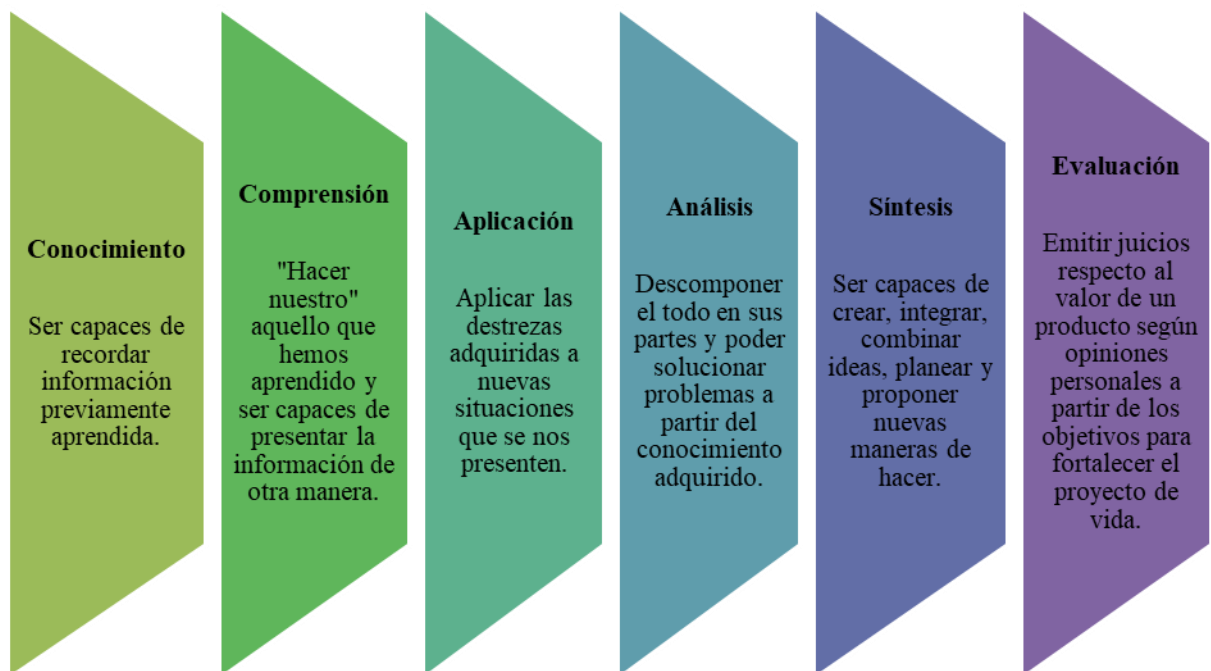 Conocimiento
Ser capaces de
recordar
información
previamente
aprendida.
Comprensión
"Hacer
nuestro"
aquello que
hemos
aprendido y
ser capaces de
presentar la
información de
otra manera.
Aplicación
Aplicar las
destrezas
adquiridas a
nuevas
situaciones
que se nos
presenten.
Análisis
Descomponer
el todo en sus
partes y poder
solucionar
problemas a
partir del
conocimiento
adquirido.
Síntesis
Ser capaces de
crear, integrar,
combinar
ideas, planear y
proponer
nuevas
maneras de
hacer.
Evaluación
Emitir juicios
respecto al
valor de un
producto según
opiniones
personales a
partir de los
objetivos para
fortalecer el
proyecto de
vida.